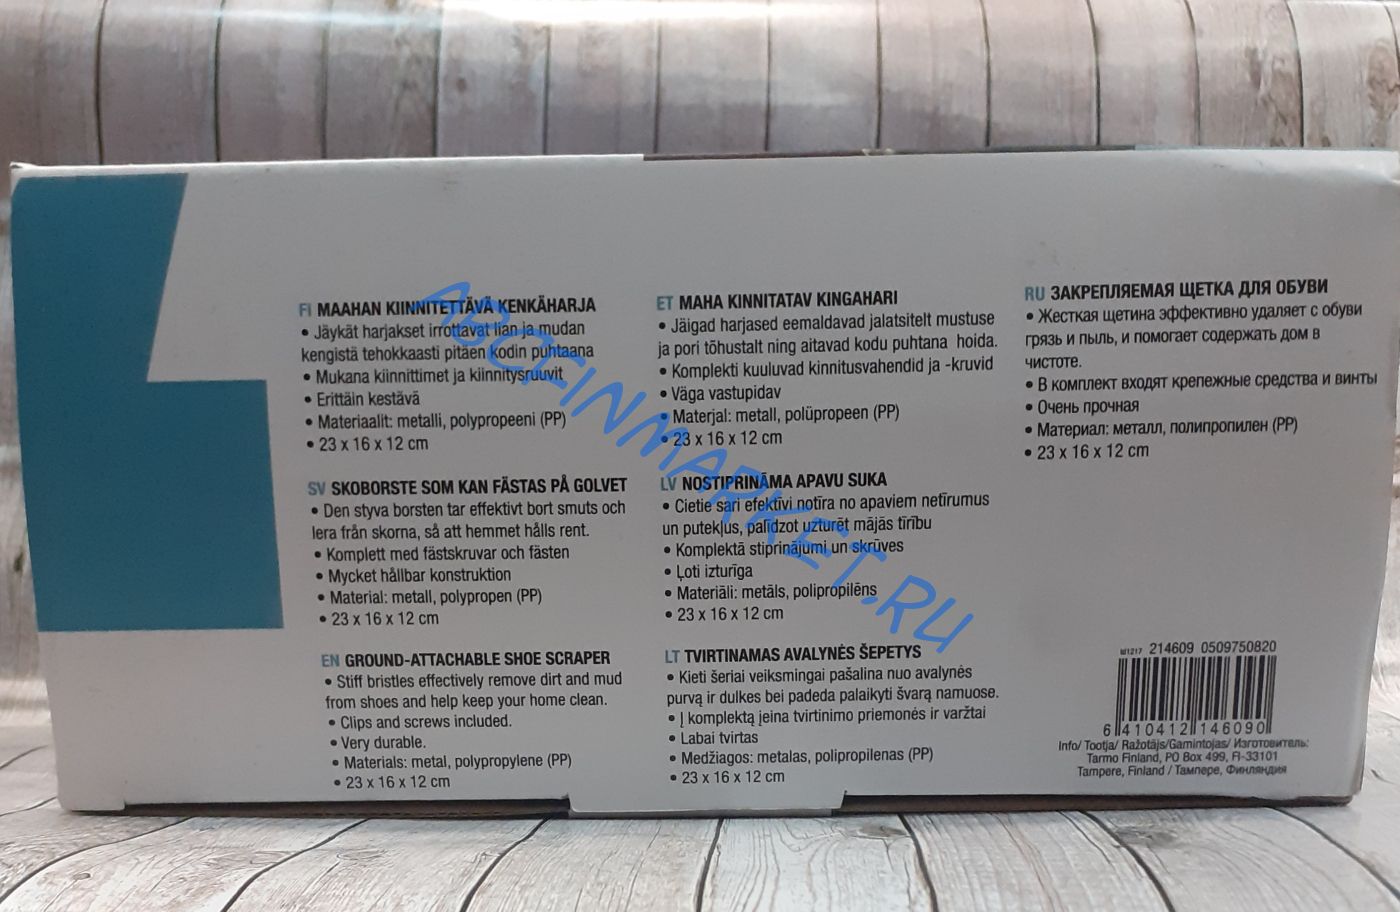 FI MAAHAN KIINNITETTÄVÄ KENKÄHARJA
• Jäykät harjakset irrottavat lian ja mudan
kengistä tehokkaasti pitäen kodin puhtaana
• Mukana kiinnittimet ja kiinnitysruuvit
• Erittäin kestävä
• Materiaalit: metalli, polypropeeni (PP)
• 23 x 16 x 12 cm
SV SKOBORSTE SOM KAN FÄSTAS PÅ GOLVET
• Den styva borsten tar effektivt bort smuts och
lera från skorna, så att hemmet hålls rent.
• Komplett med fästskruvar och fästen
• Mycket hållbar konstruktion
• Material: metall, polypropen (PP)
• 23 x 16 x 12 cm
EN GROUND-ATTACHABLE SHOE SCRAPER
• Stiff bristles effectively remove dirt and mud
from shoes and help keep your home clean.
• Clips and screws included.
• Very durable.
• Materials: metal, polypropylene (PP)
• 23 x 16 x 12 cm
ET MAHA KINNITATAV KINGAHARI
• Jäigad harjased eemaldavad jalatsitelt mustuse
ja pori tõhustalt ning aitavad kodu puhtana hoida.
• Komplekti kuuluvad kinnitusvahendid ja -kruvid
• Väga vastupidav
• Materjal: metall, polüpropeen (PP)
• 23 x 16 x 12 cm
LV NOSTIPRINĀMA APAVU SUKA
• Cietie sari efektīvi notīra no apaviem netīrumus
un putekļus, palīdzot uzturēt mājās tīrību
• Komplektā stiprinājumi un skrūves
• Ļoti izturīga
• Materiāli: metāls, polipropilēns
• 23 x 16 x 12 cm
LT TVIRTINAMAS AVALYNĖS ŠEPETYS
• Kieti šeriai veiksmingai pašalina nuo avalynės
purvą ir dulkes bei padeda palaikyti švarą namuose.
• Į komplektą įeina tvirtinimo priemonės ir varžtai
• Labai tvirtas
• Medžiagos: metalas, polipropilenas (PP)
• 23 x 16 x 12 cm
RU ЗАКРЕПЛЯЕМАЯ ЩЕТКА ДЛЯ ОБУВИ
• Жесткая щетина эффективно удаляет с обуви
грязь и пыль, и помогает содержать дом в
чистоте.
• В комплект входят крепежные средства и винты
• Очень прочная
• Материал: металл, полипропилен (PP)
• 23 x 16 x 12 cm
214609 0509750820
6 410412 146090
Info/ Tootja/ Ražotājs/Gamintojas/ Изготовитель:
Tarmo Finland, PO Box 499, FI-33101
Tampere, Finland / Тампере, Финляндия
ABCFINMARKET.RU